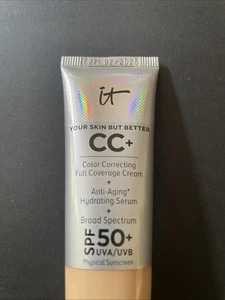 it
YOUR SKIN BUT BETTER
CC+
Color Correcting
Full Coverage Cream
+
Anti-Aging*
Hydrating Serum
+
Broad Spectrum
SPF 50+
UVA/UVB
Physical Sunscreen